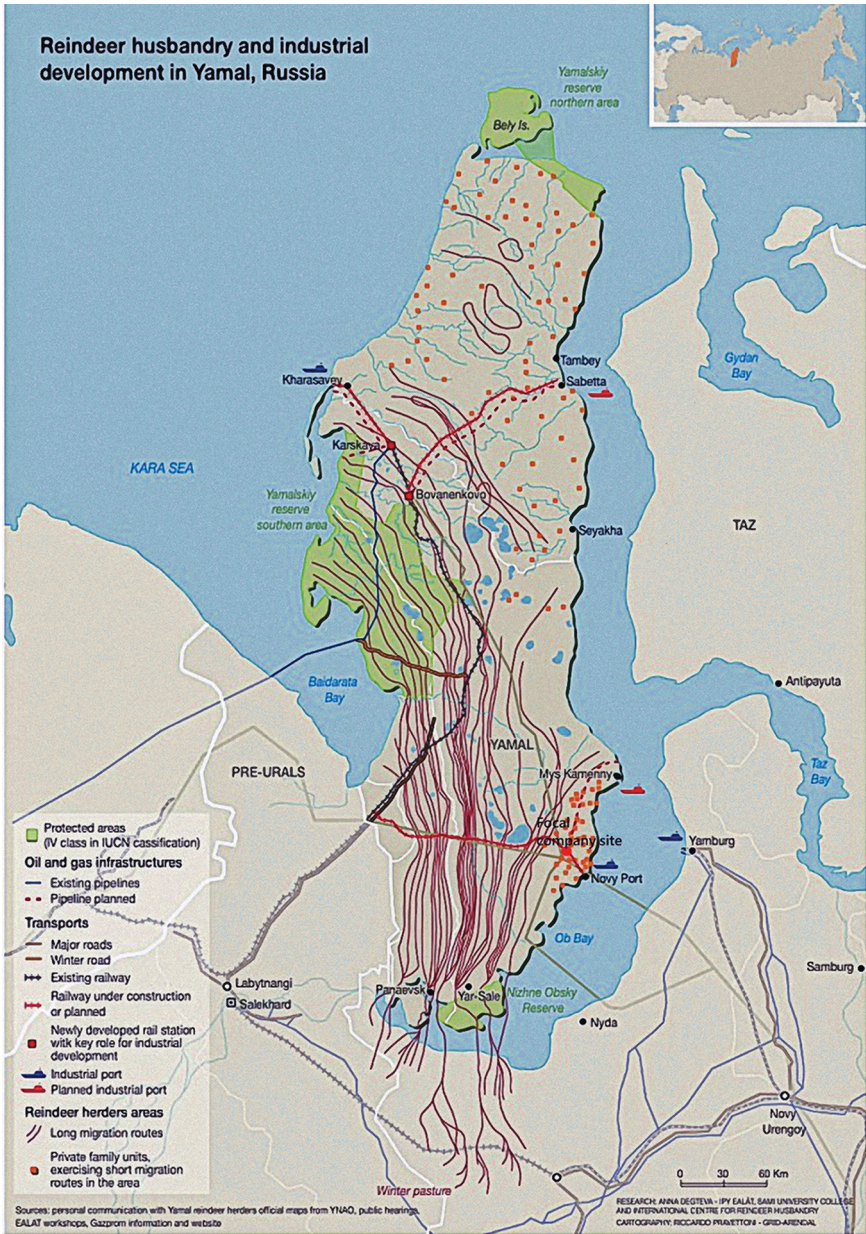 Reindeer husbandry and industrial
development in Yamal, Russia
Yamalskiy
reserve
northern area
Bely Is.
Tambey
Sabetta
Kharasavey
Gydan
Bay
Karskaya
KARA SEA
Bovanenkovo
Yamalskiy
reserve
southern area
Seyakha
TAZ
Baidarata
Bay
Antipayuta
YAMAL
PRE-URALS
Mys Kamenny
Taz
Bay
Focal
company site
Yamburg
Novy Port
Ob Bay
Samburg
Labytnangi
Salekhard
Panaevsk
Yar-Sale
Nizhne Obsky
Reserve
Nyda
Novy
Urengoy
Winter pasture
Protected areas
(IV class in IUCN cassification)
Oil and gas infrastructures
Existing pipelines
Pipeline planned
Transports
Major roads
Winter road
Existing railway
Railway under construction
or planned
Newly developed rail station
witk key role for industrial
development
Industrial port
Planned industrial port
Reindeer herders areas
Long migration routes
Private family units,
exercising short migration
routes in the area
0 30 60 Km
Sources: personal communication with Yamal reindeer herders official maps from YNAO, public hearings,
EALAT workshops, Gazprom information and website
RESEARCH: ANNA DEGTEVA - IPY EALÁT, SAMI UNIVERSITY COLLEGE
AND INTERNATIONAL CENTRE FOR REINDEER HUSBANDRY
CARTOGRAPHY: RICCARDO PRAVETTONI - GRID-ARENDAL